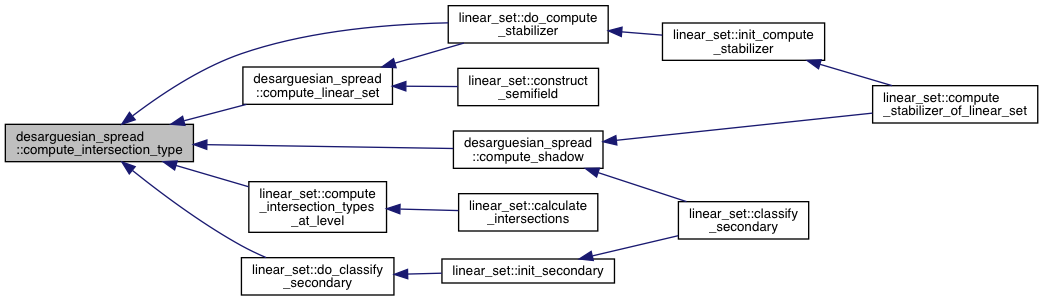 desarguesian_spread
::compute_intersection_type
linear_set::do_compute
_stabilizer
linear_set::init_compute
_stabilizer
linear_set::compute
_stabilizer_of_linear_set
desarguesian_spread
::compute_linear_set
linear_set::construct
_semifield
desarguesian_spread
::compute_shadow
linear_set::compute
_intersection_types
_at_level
linear_set::calculate
_intersections
linear_set::classify
_secondary
linear_set::do_classify
_secondary
linear_set::init_secondary